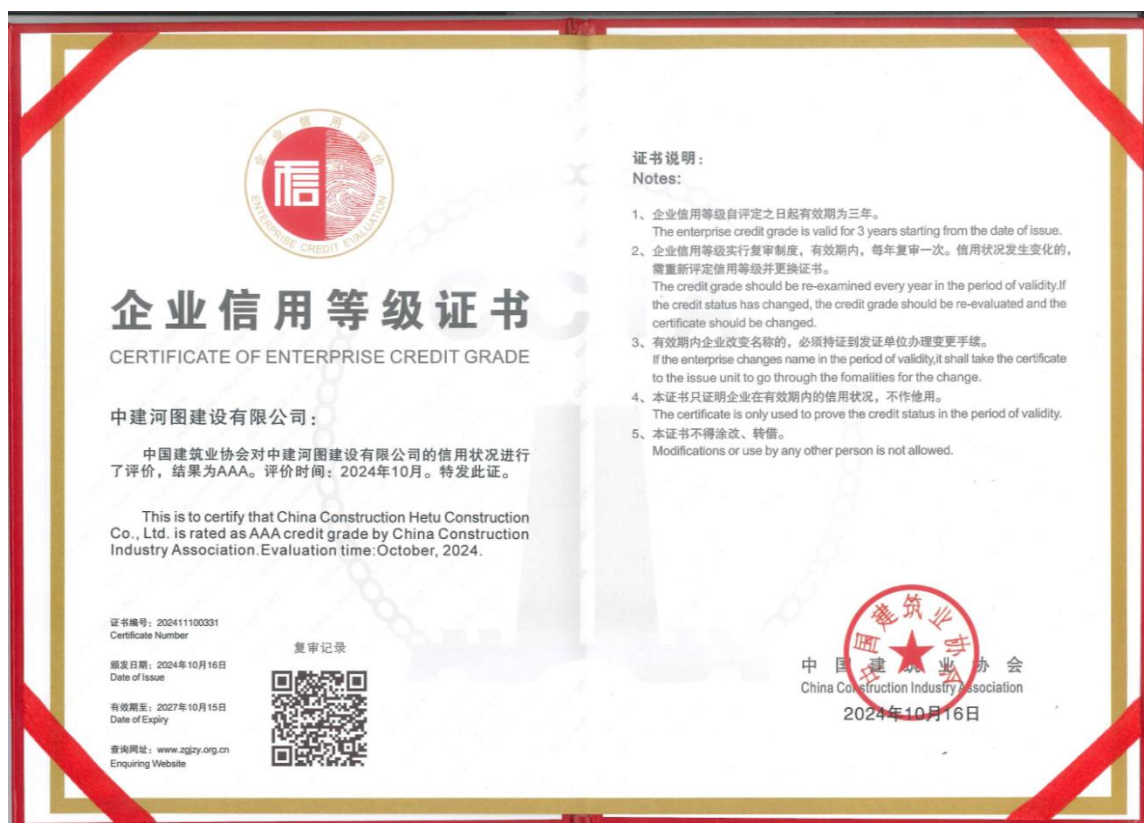 企业信用评价
信
ENTERPRISE CREDIT EVALUATION
企业信用等级证书
CERTIFICATE OF ENTERPRISE CREDIT GRADE
中建河图建设有限公司：
中国建筑业协会对中建河图建设有限公司的信用状况进行
了评价，结果为AAA。评价时间：2024年10月。特发此证。
This is to certify that China Construction Hetu Construction
Co., Ltd. is rated as AAA credit grade by China Construction
Industry Association.Evaluation time:October, 2024.
证书编号：202411100331
Certificate Number
颁发日期：2024年10月16日
Date of Issue
有效期至：2027年10月15日
Date of Expiry
查询网址：www.zgjzy.org.cn
Enquiring Website
复审记录
证书说明：
Notes:
1、企业信用等级自评定之日起有效期为三年。
The enterprise credit grade is valid for 3 years starting from the date of issue.
2、企业信用等级实行复审制度，有效期内，每年复审一次。信用状况发生变化的，
需重新评定信用等级并更换证书。
The credit grade should be re-examined every year in the period of validity.If
the credit status has changed, the credit grade should be re-evaluated and the
certificate should be changed.
3、有效期内企业改变名称的，必须持证到发证单位办理变更手续。
If the enterprise changes name in the period of validity,it shall take the certificate
to the issue unit to go through the fomalities for the change.
4、本证书只证明企业在有效期内的信用状况，不作他用。
The certificate is only used to prove the credit status in the period of validity.
5、本证书不得涂改、转借。
Modifications or use by any other person is not allowed.
中国建筑业协会
中国建筑业协会
China Construction Industry Association
2024年10月16日